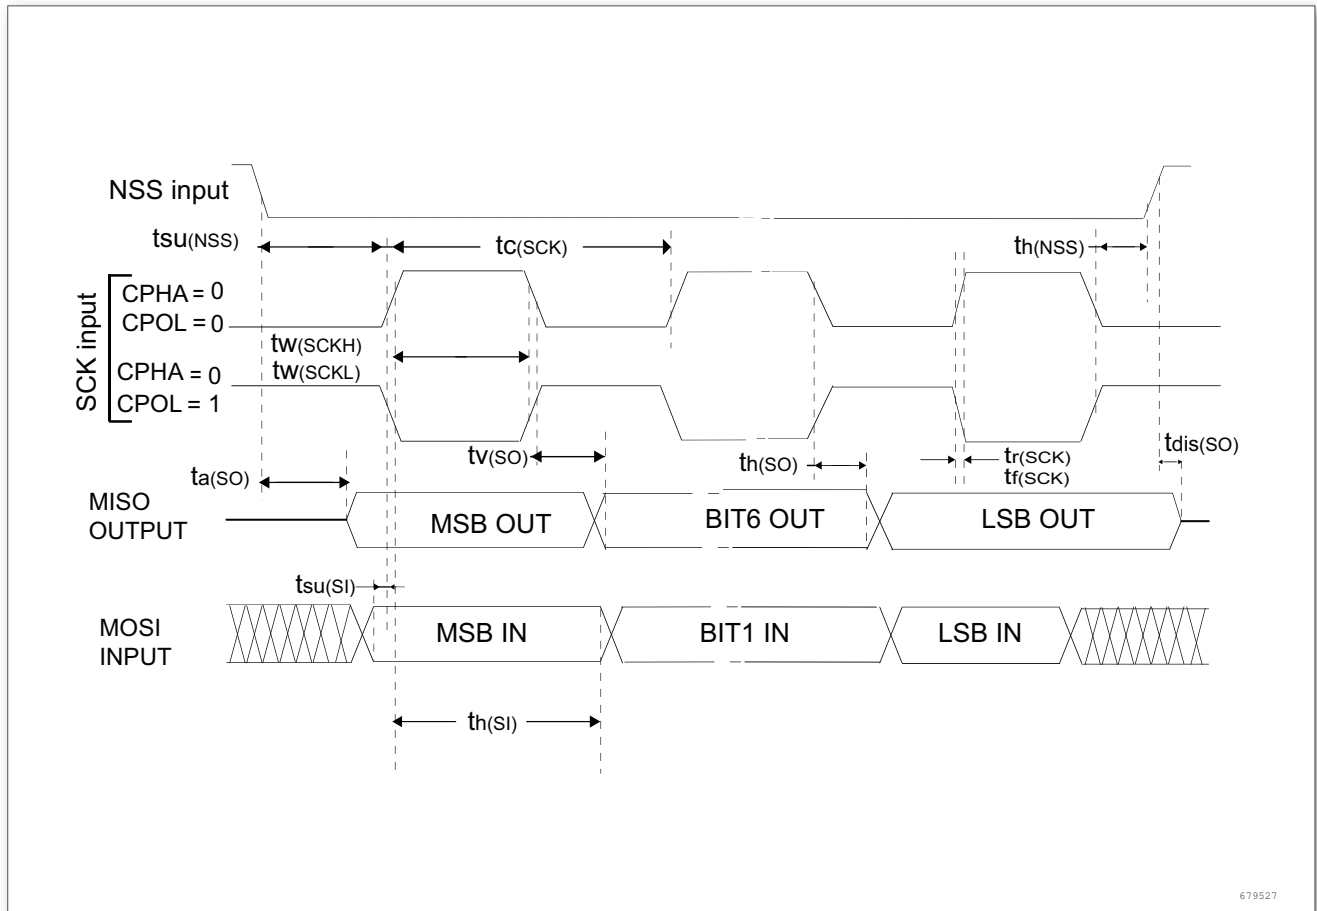 NSS input
tsu(NSS)
tc(SCK)
th(NSS)
SCK input
CPHA = 0
CPOL = 0
tw(SCKH)
tw(SCKL)
CPHA = 0
CPOL = 1
tv(SO)
th(SO)
tr(SCK)
tf(SCK)
tdis(SO)
ta(SO)
MISO
OUTPUT
MSB OUT
BIT6 OUT
LSB OUT
tsu(SI)
MOSI
INPUT
MSB IN
BIT1 IN
LSB IN
th(SI)
679527